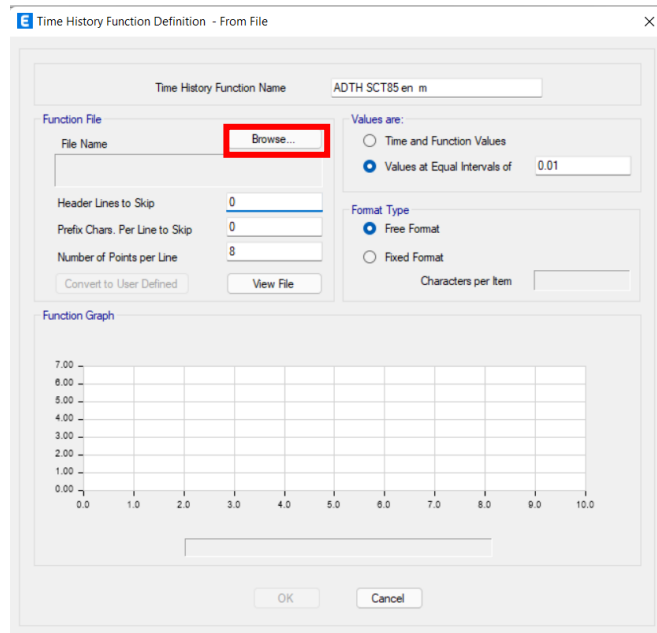 E Time History Function Definition - From File
Time History Function Name ADTH SCT85 en m
Function File
File Name Browse...
Header Lines to Skip 0
Prefix Chars. Per Line to Skip 0
Number of Points per Line 8
Convert to User Defined View File
Values are:
Time and Function Values
Values at Equal Intervals of 0.01
Format Type
Free Format
Fixed Format
Characters per Item
Function Graph
7.00
6.00
5.00
4.00
3.00
2.00
1.00
0.00
0.0 1.0 2.0 3.0 4.0 5.0 6.0 7.0 8.0 9.0 10.0
OK Cancel